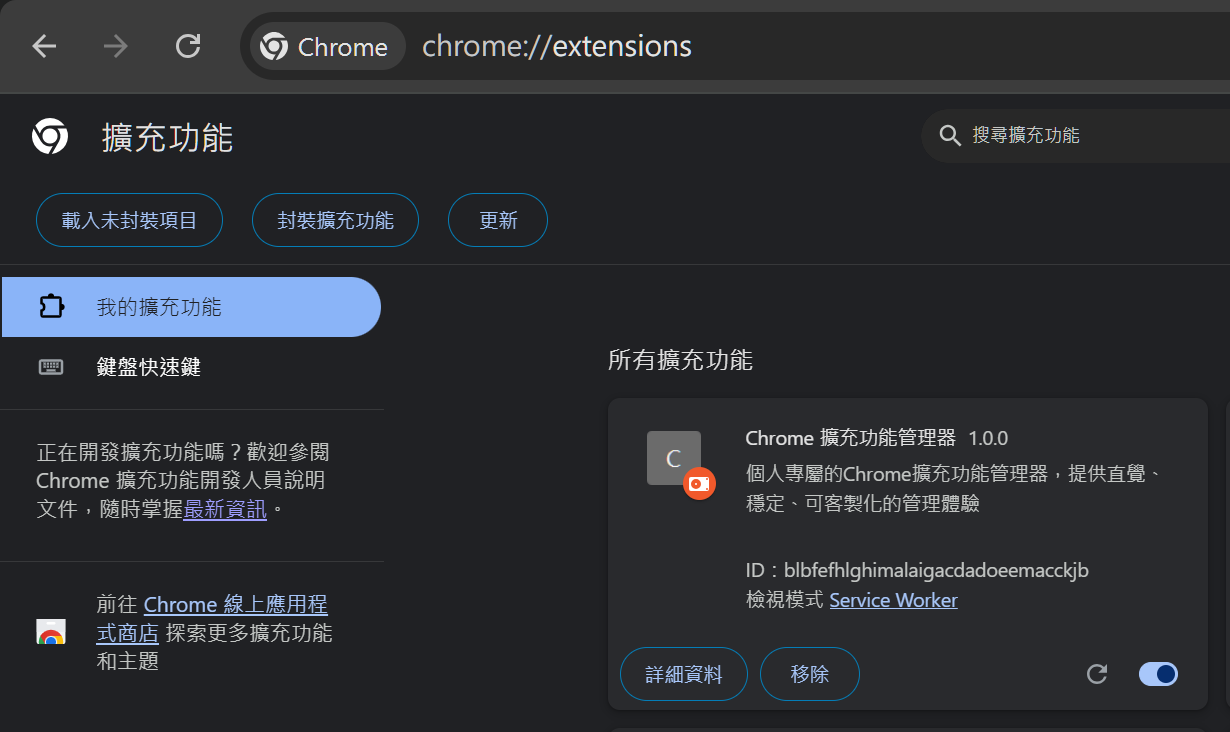 Chrome
chrome://extensions
擴充功能
搜尋擴充功能
載入未封裝項目
封裝擴充功能
更新
我的擴充功能
鍵盤快速鍵
正在開發擴充功能嗎？歡迎參閱
Chrome 擴充功能開發人員說明
文件，隨時掌握最新資訊。
前往 Chrome 線上應用程
式商店 探索更多擴充功能
和主題
所有擴充功能
C
Chrome 擴充功能管理器 1.0.0
個人專屬的Chrome擴充功能管理器，提供直覺、
穩定、可客製化的管理體驗
ID：blbfefhlghimalaigacdadoeemacckjb
檢視模式 Service Worker
詳細資料
移除